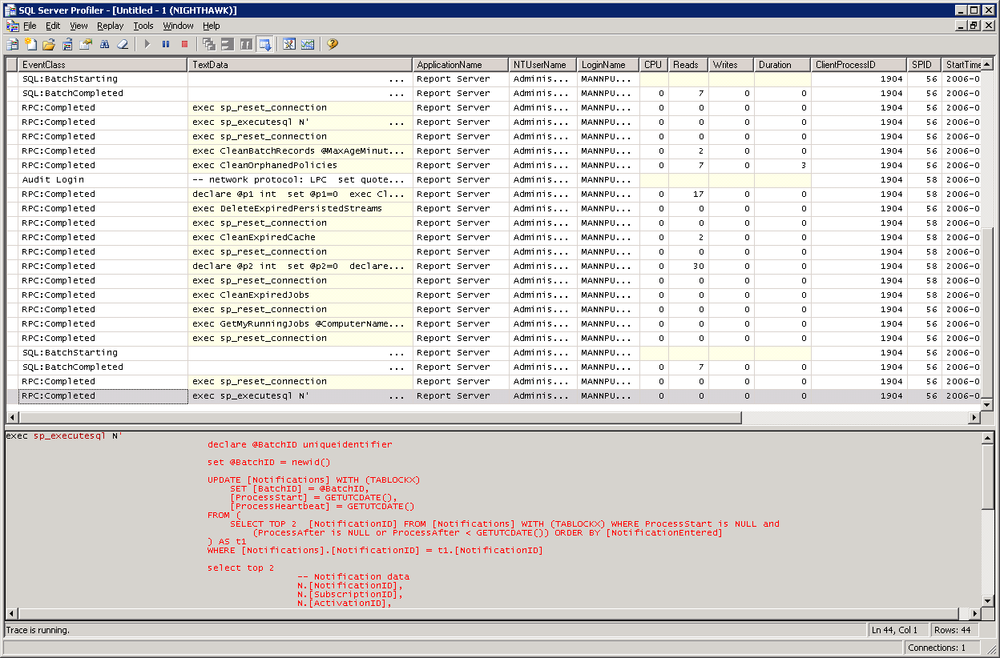 SQL Server Profiler - [Untitled - 1 (NIGHTHAWK)]
File Edit View Replay Tools Window Help
EventClass TextData ApplicationName NTUserName LoginName CPU Reads Writes Duration ClientProcessID SPID StartTime
SQL:BatchStarting ... Report Server Adminis... MANNPU... 1904 56 2006-0
SQL:BatchCompleted ... Report Server Adminis... MANNPU... 0 7 0 0 1904 56 2006-0
RPC:Completed exec sp_reset_connection Report Server Adminis... MANNPU... 0 0 0 0 1904 56 2006-0
RPC:Completed exec sp_executesql N' ... Report Server Adminis... MANNPU... 0 0 0 0 1904 56 2006-0
RPC:Completed exec sp_reset_connection Report Server Adminis... MANNPU... 0 0 0 0 1904 56 2006-0
RPC:Completed exec CleanBatchRecords @MaxAgeMinut... Report Server Adminis... MANNPU... 0 2 0 0 1904 56 2006-0
RPC:Completed exec CleanOrphanedPolicies Report Server Adminis... MANNPU... 0 7 0 3 1904 56 2006-0
Audit Login -- network protocol: LPC set quote... Report Server Adminis... MANNPU... 1904 58 2006-0
RPC:Completed declare @p1 int set @p1=0 exec Cl... Report Server Adminis... MANNPU... 0 17 0 0 1904 58 2006-0
RPC:Completed exec DeleteExpiredPersistedStreams Report Server Adminis... MANNPU... 0 0 0 0 1904 58 2006-0
RPC:Completed exec sp_reset_connection Report Server Adminis... MANNPU... 0 0 0 0 1904 58 2006-0
RPC:Completed exec CleanExpiredCache Report Server Adminis... MANNPU... 0 2 0 0 1904 58 2006-0
RPC:Completed exec sp_reset_connection Report Server Adminis... MANNPU... 0 0 0 0 1904 58 2006-0
RPC:Completed declare @p2 int set @p2=0 declare... Report Server Adminis... MANNPU... 0 30 0 0 1904 58 2006-0
RPC:Completed exec sp_reset_connection Report Server Adminis... MANNPU... 0 0 0 0 1904 58 2006-0
RPC:Completed exec CleanExpiredJobs Report Server Adminis... MANNPU... 0 0 0 0 1904 58 2006-0
RPC:Completed exec sp_reset_connection Report Server Adminis... MANNPU... 0 0 0 0 1904 56 2006-0
RPC:Completed exec GetMyRunningJobs @ComputerName... Report Server Adminis... MANNPU... 0 0 0 0 1904 56 2006-0
RPC:Completed exec sp_reset_connection Report Server Adminis... MANNPU... 0 0 0 0 1904 56 2006-0
SQL:BatchStarting ... Report Server Adminis... MANNPU... 1904 56 2006-0
SQL:BatchCompleted ... Report Server Adminis... MANNPU... 0 7 0 0 1904 56 2006-0
RPC:Completed exec sp_reset_connection Report Server Adminis... MANNPU... 0 0 0 0 1904 56 2006-0
RPC:Completed exec sp_executesql N' ... Report Server Adminis... MANNPU... 0 0 0 0 1904 56 2006-0
exec sp_executesql N'
declare @BatchID uniqueidentifier
set @BatchID = newid()
UPDATE [Notifications] WITH (TABLOCKX)
SET [BatchID] = @BatchID,
[ProcessStart] = GETUTCDATE(),
[ProcessHeartbeat] = GETUTCDATE()
FROM (
SELECT TOP 2 [NotificationID] FROM [Notifications] WITH (TABLOCKX) WHERE ProcessStart is NULL and
(ProcessAfter is NULL or ProcessAfter < GETUTCDATE()) ORDER BY [NotificationEntered]
) AS t1
WHERE [Notifications].[NotificationID] = t1.[NotificationID]
select top 2
-- Notification data
N.[NotificationID],
N.[SubscriptionID],
N.[ActivationID],
Trace is running. Ln 44, Col 1 Rows: 44
Connections: 1